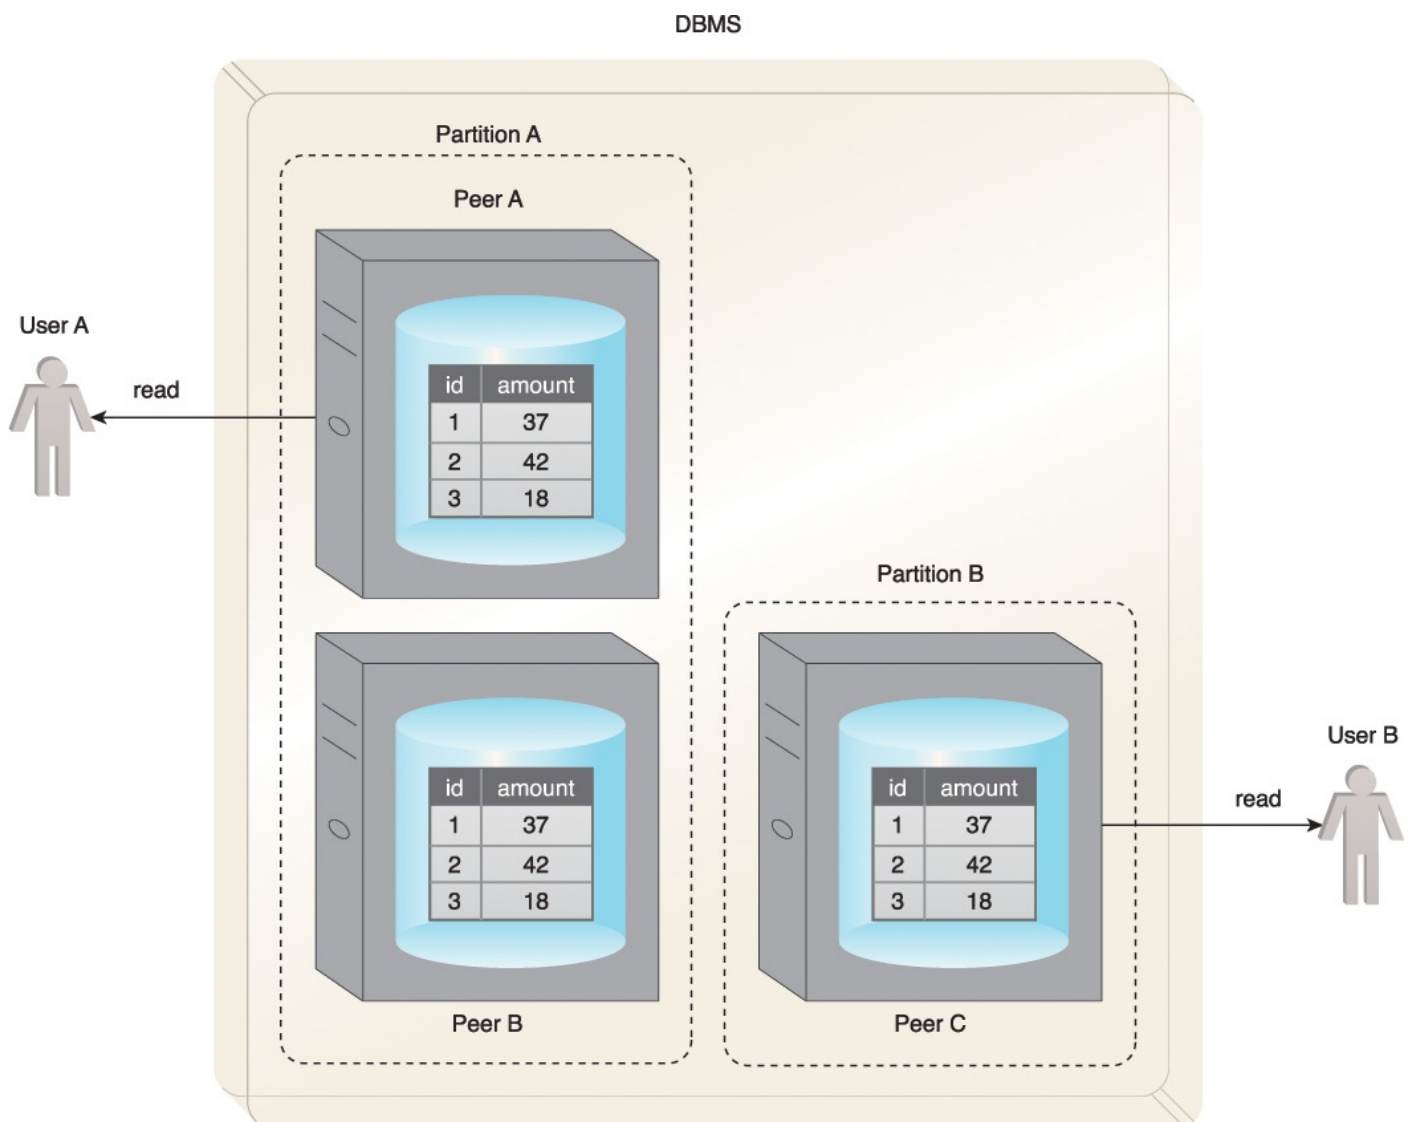 DBMS
Partition A
Peer A
User A
read
id amount
1 37
2 42
3 18
Partition B
User B
read
id amount
1 37
2 42
3 18
Peer B
id amount
1 37
2 42
3 18
Peer C